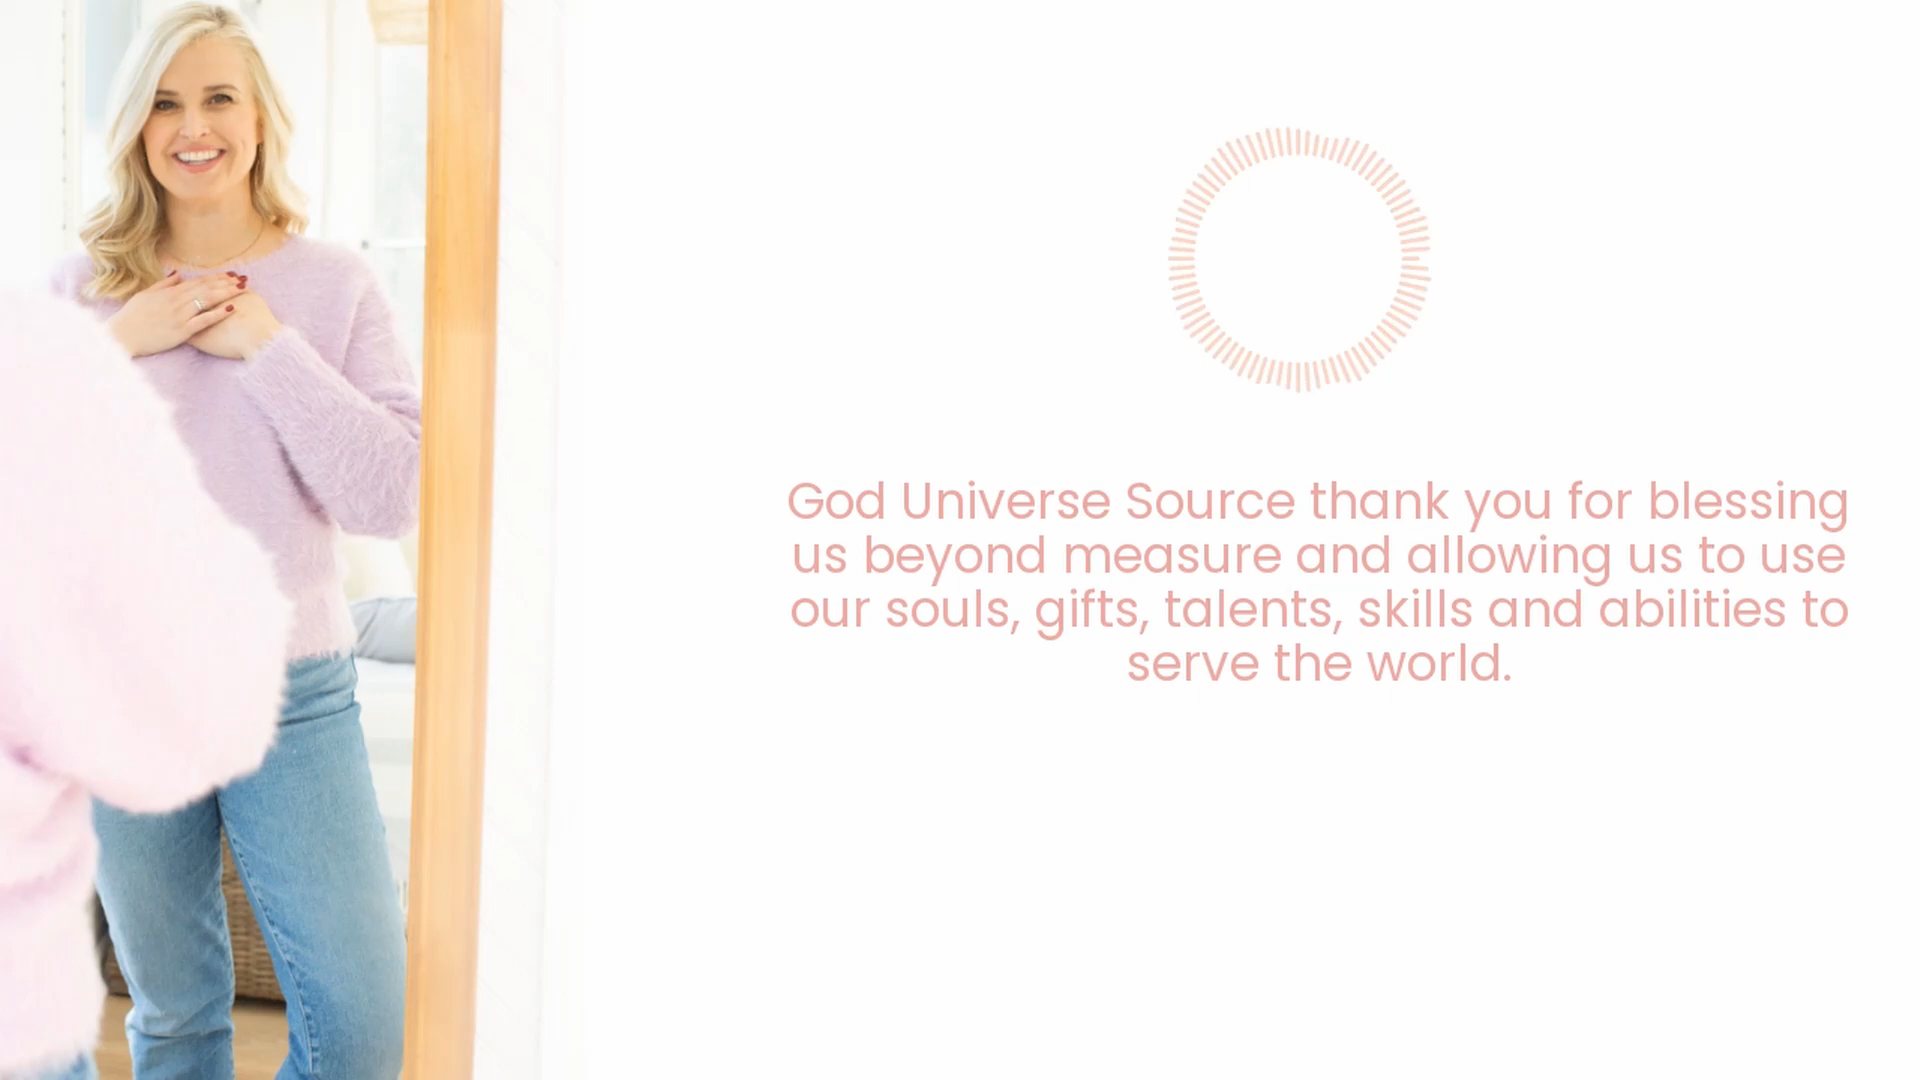 God Universe Source thank you for blessing
us beyond measure and allowing us to use
our souls, gifts, talents, skills and abilities to
serve the world.